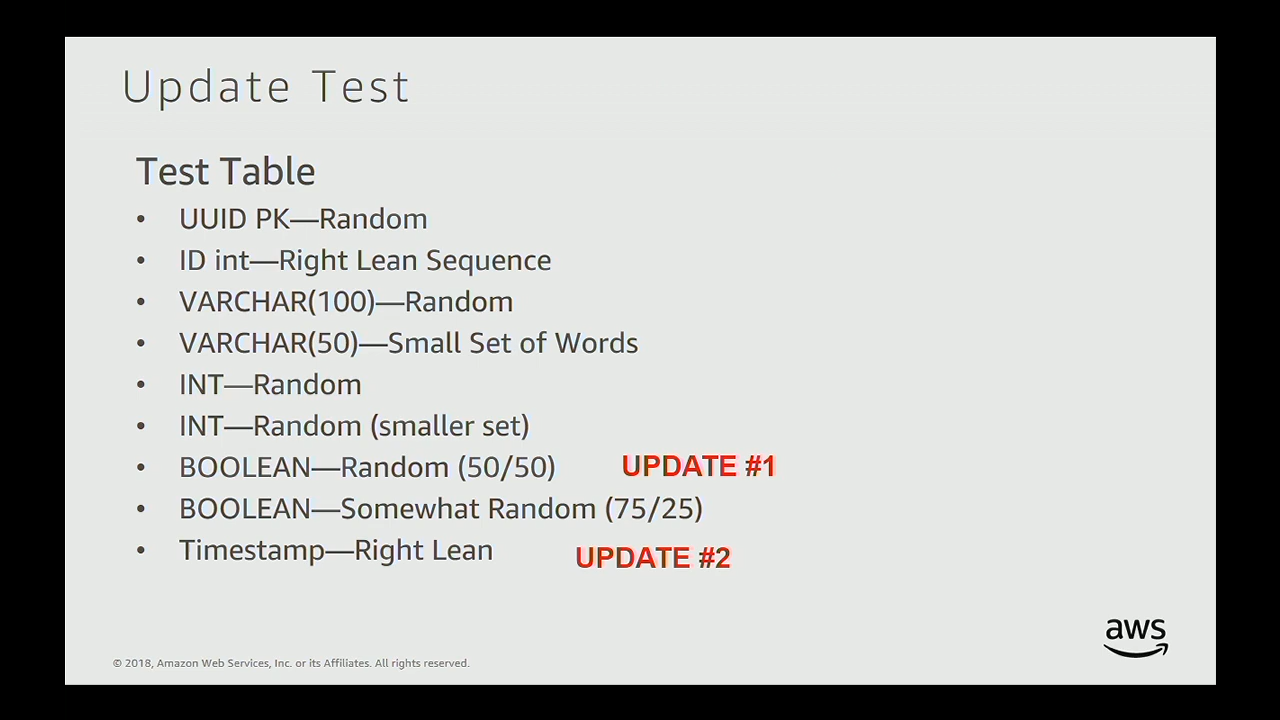 Update Test
Test Table
• UUID PK—Random
• ID int—Right Lean Sequence
• VARCHAR(100)—Random
• VARCHAR(50)—Small Set of Words
• INT—Random
• INT—Random (smaller set)
• BOOLEAN—Random (50/50) UPDATE #1
• BOOLEAN—Somewhat Random (75/25)
• Timestamp—Right Lean UPDATE #2
aws
© 2018, Amazon Web Services, Inc. or its Affiliates. All rights reserved.